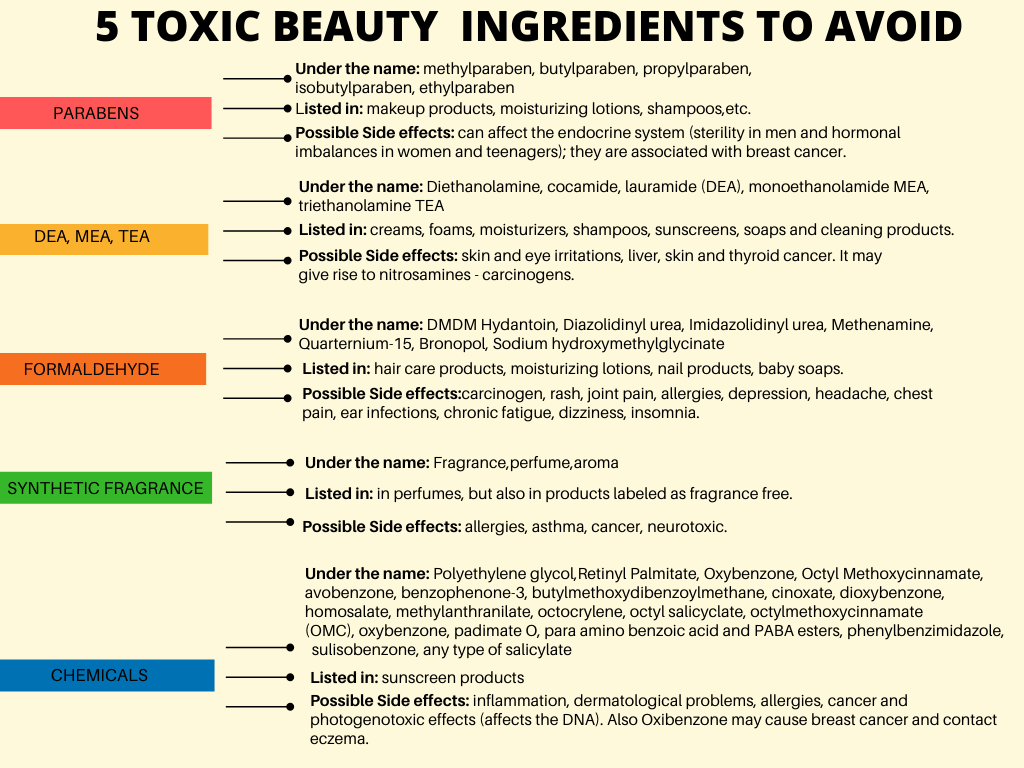 5 TOXIC BEAUTY INGREDIENTS TO AVOID
PARABENS
Under the name: methylparaben, butylparaben, propylparaben,
isobutylparaben, ethylparaben
Listed in: makeup products, moisturizing lotions, shampoos,etc.
Possible Side effects: can affect the endocrine system (sterility in men and hormonal
imbalances in women and teenagers); they are associated with breast cancer.
DEA, MEA, TEA
Under the name: Diethanolamine, cocamide, lauramide (DEA), monoethanolamide MEA,
triethanolamine TEA
Listed in: creams, foams, moisturizers, shampoos, sunscreens, soaps and cleaning products.
Possible Side effects: skin and eye irritations, liver, skin and thyroid cancer. It may
give rise to nitrosamines - carcinogens.
FORMALDEHYDE
Under the name: DMDM Hydantoin, Diazolidinyl urea, Imidazolidinyl urea, Methenamine,
Quarternium-15, Bronopol, Sodium hydroxymethylglycinate
Listed in: hair care products, moisturizing lotions, nail products, baby soaps.
Possible Side effects:carcinogen, rash, joint pain, allergies, depression, headache, chest
pain, ear infections, chronic fatigue, dizziness, insomnia.
SYNTHETIC FRAGRANCE
Under the name: Fragrance,perfume,aroma
Listed in: in perfumes, but also in products labeled as fragrance free.
Possible Side effects: allergies, asthma, cancer, neurotoxic.
CHEMICALS
Under the name: Polyethylene glycol,Retinyl Palmitate, Oxybenzone, Octyl Methoxycinnamate,
avobenzone, benzophenone-3, butylmethoxydibenzoylmethane, cinoxate, dioxybenzone,
homosalate, methylanthranilate, octocrylene, octyl salicyclate, octylmethoxycinnamate
(OMC), oxybenzone, padimate O, para amino benzoic acid and PABA esters, phenylbenzimidazole,
sulisobenzone, any type of salicylate
Listed in: sunscreen products
Possible Side effects: inflammation, dermatological problems, allergies, cancer and
photogenotoxic effects (affects the DNA). Also Oxibenzone may cause breast cancer and contact
eczema.